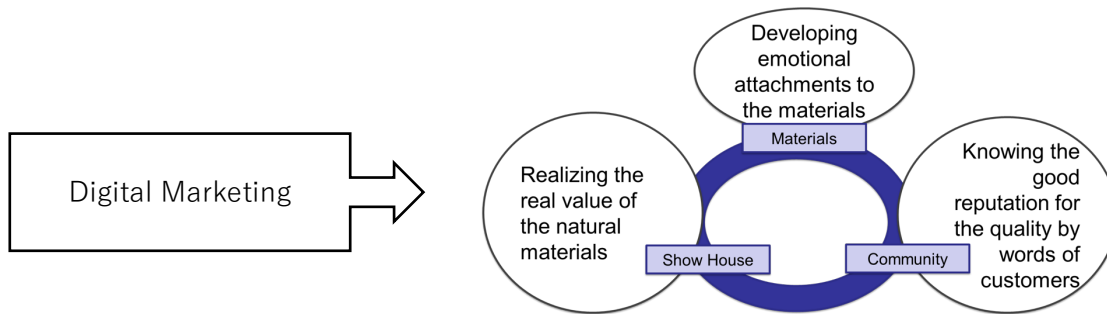 Digital Marketing
Developing
emotional
attachments to
the materials
Materials
Realizing the
real value of
the natural
materials
Show House
Knowing the
good
reputation for
the quality by
words of
customers
Community